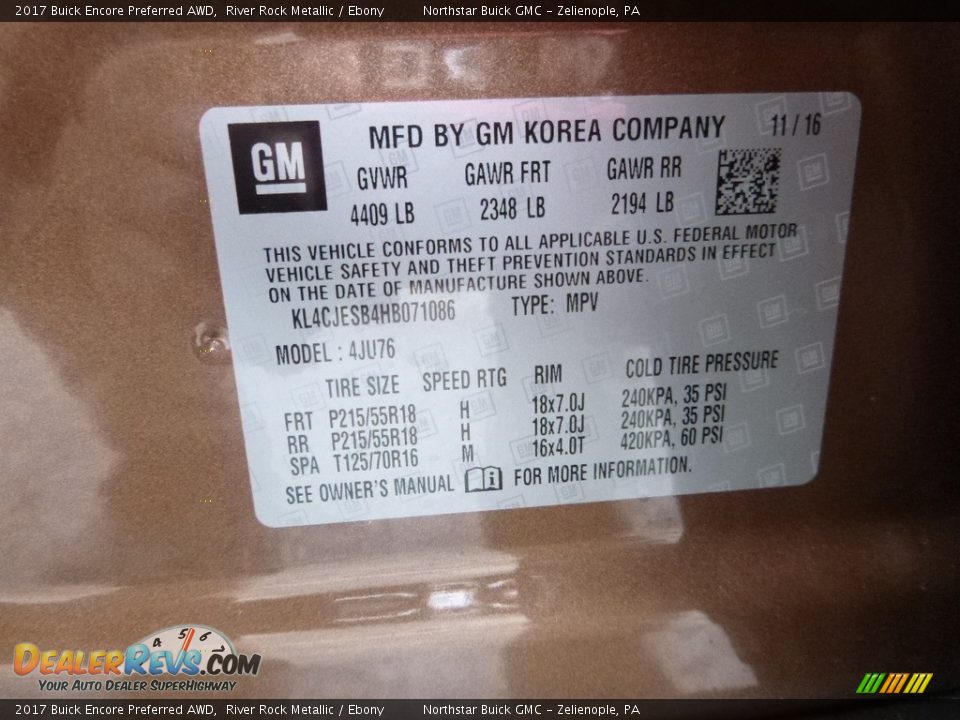 2017 Buick Encore Preferred AWD, River Rock Metallic / Ebony Northstar Buick GMC - Zelienople, PA
GM
MFD BY GM KOREA COMPANY 11 / 16
GVWR GAWR FRT GAWR RR
4409 LB 2348 LB 2194 LB
THIS VEHICLE CONFORMS TO ALL APPLICABLE U.S. FEDERAL MOTOR
VEHICLE SAFETY AND THEFT PREVENTION STANDARDS IN EFFECT
ON THE DATE OF MANUFACTURE SHOWN ABOVE.
KL4CJESB4HB071086 TYPE: MPV
MODEL : 4JU76
TIRE SIZE SPEED RTG RIM COLD TIRE PRESSURE
FRT P215/55R18 H 18x7.0J 240KPA, 35 PSI
RR P215/55R18 H 18x7.0J 240KPA, 35 PSI
SPA T125/70R16 M 16x4.0T 420KPA, 60 PSI
SEE OWNER'S MANUAL FOR MORE INFORMATION.
4 5 6
DEALERREVS.COM
YOUR AUTO DEALER SUPERHIGHWAY
2017 Buick Encore Preferred AWD, River Rock Metallic / Ebony Northstar Buick GMC - Zelienople, PA